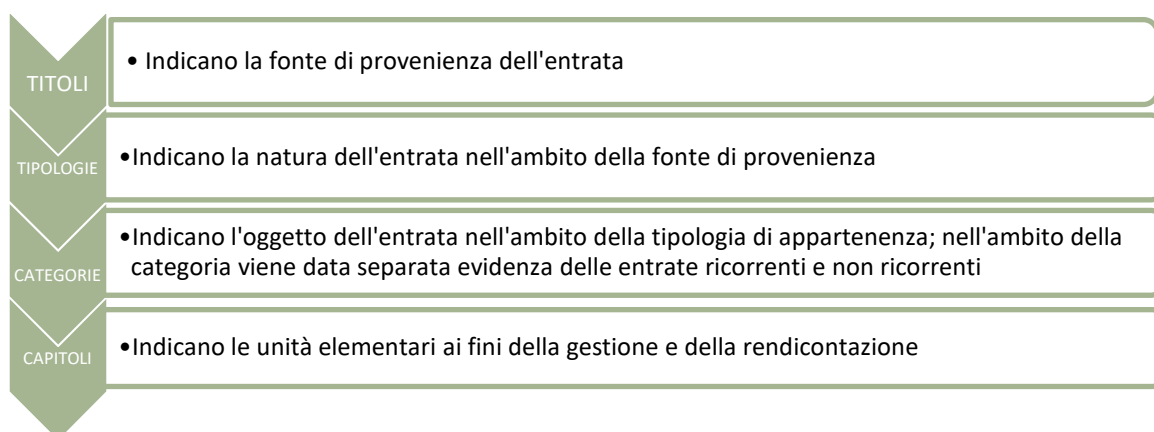 TITOLI
• Indicano la fonte di provenienza dell'entrata
TIPOLOGIE
•Indicano la natura dell'entrata nell'ambito della fonte di provenienza
CATEGORIE
•Indicano l'oggetto dell'entrata nell'ambito della tipologia di appartenenza; nell'ambito della
categoria viene data separata evidenza delle entrate ricorrenti e non ricorrenti
CAPITOLI
•Indicano le unità elementari ai fini della gestione e della rendicontazione